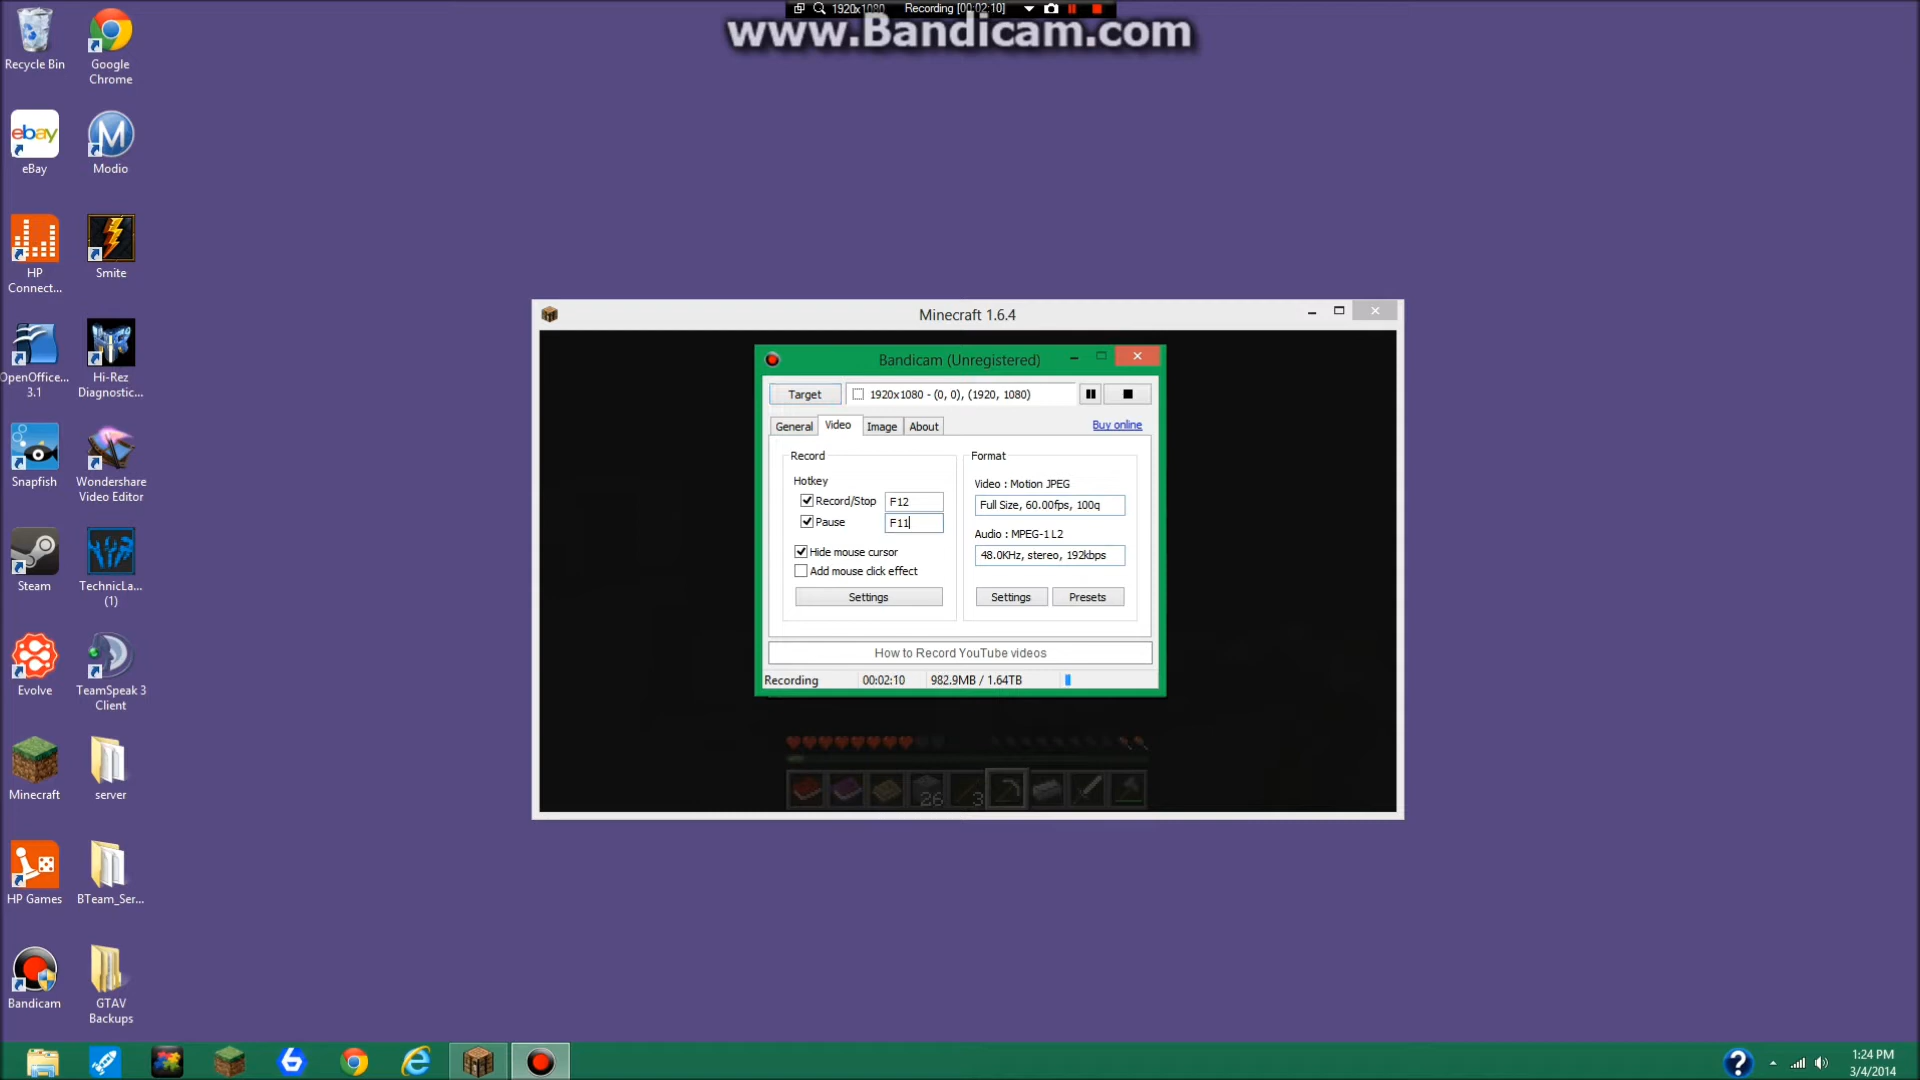 1920x1080 Recording [00:02:10]
www.Bandicam.com
Recycle Bin
Google
Chrome
ebay
eBay
M
Modio
HP
Connect...
Smite
OpenOffice...
3.1
Hi-Rez
Diagnostic...
Snapfish
Wondershare
Video Editor
Steam
TechnicLa...
(1)
Evolve
TeamSpeak 3
Client
Minecraft
server
HP Games
BTeam_Ser...
Bandicam
GTAV
Backups
Minecraft 1.6.4
Bandicam (Unregistered)
Target
1920x1080 - (0, 0), (1920, 1080)
General Video Image About
Buy online
Record
Hotkey
Record/Stop F12
Pause F11
Hide mouse cursor
Add mouse click effect
Settings
Format
Video : Motion JPEG
Full Size, 60.00fps, 100q
Audio : MPEG-1 L2
48.0KHz, stereo, 192kbps
Settings Presets
How to Record YouTube videos
Recording 00:02:10 982.9MB / 1.64TB
26 3
?
1:24 PM
3/4/2014